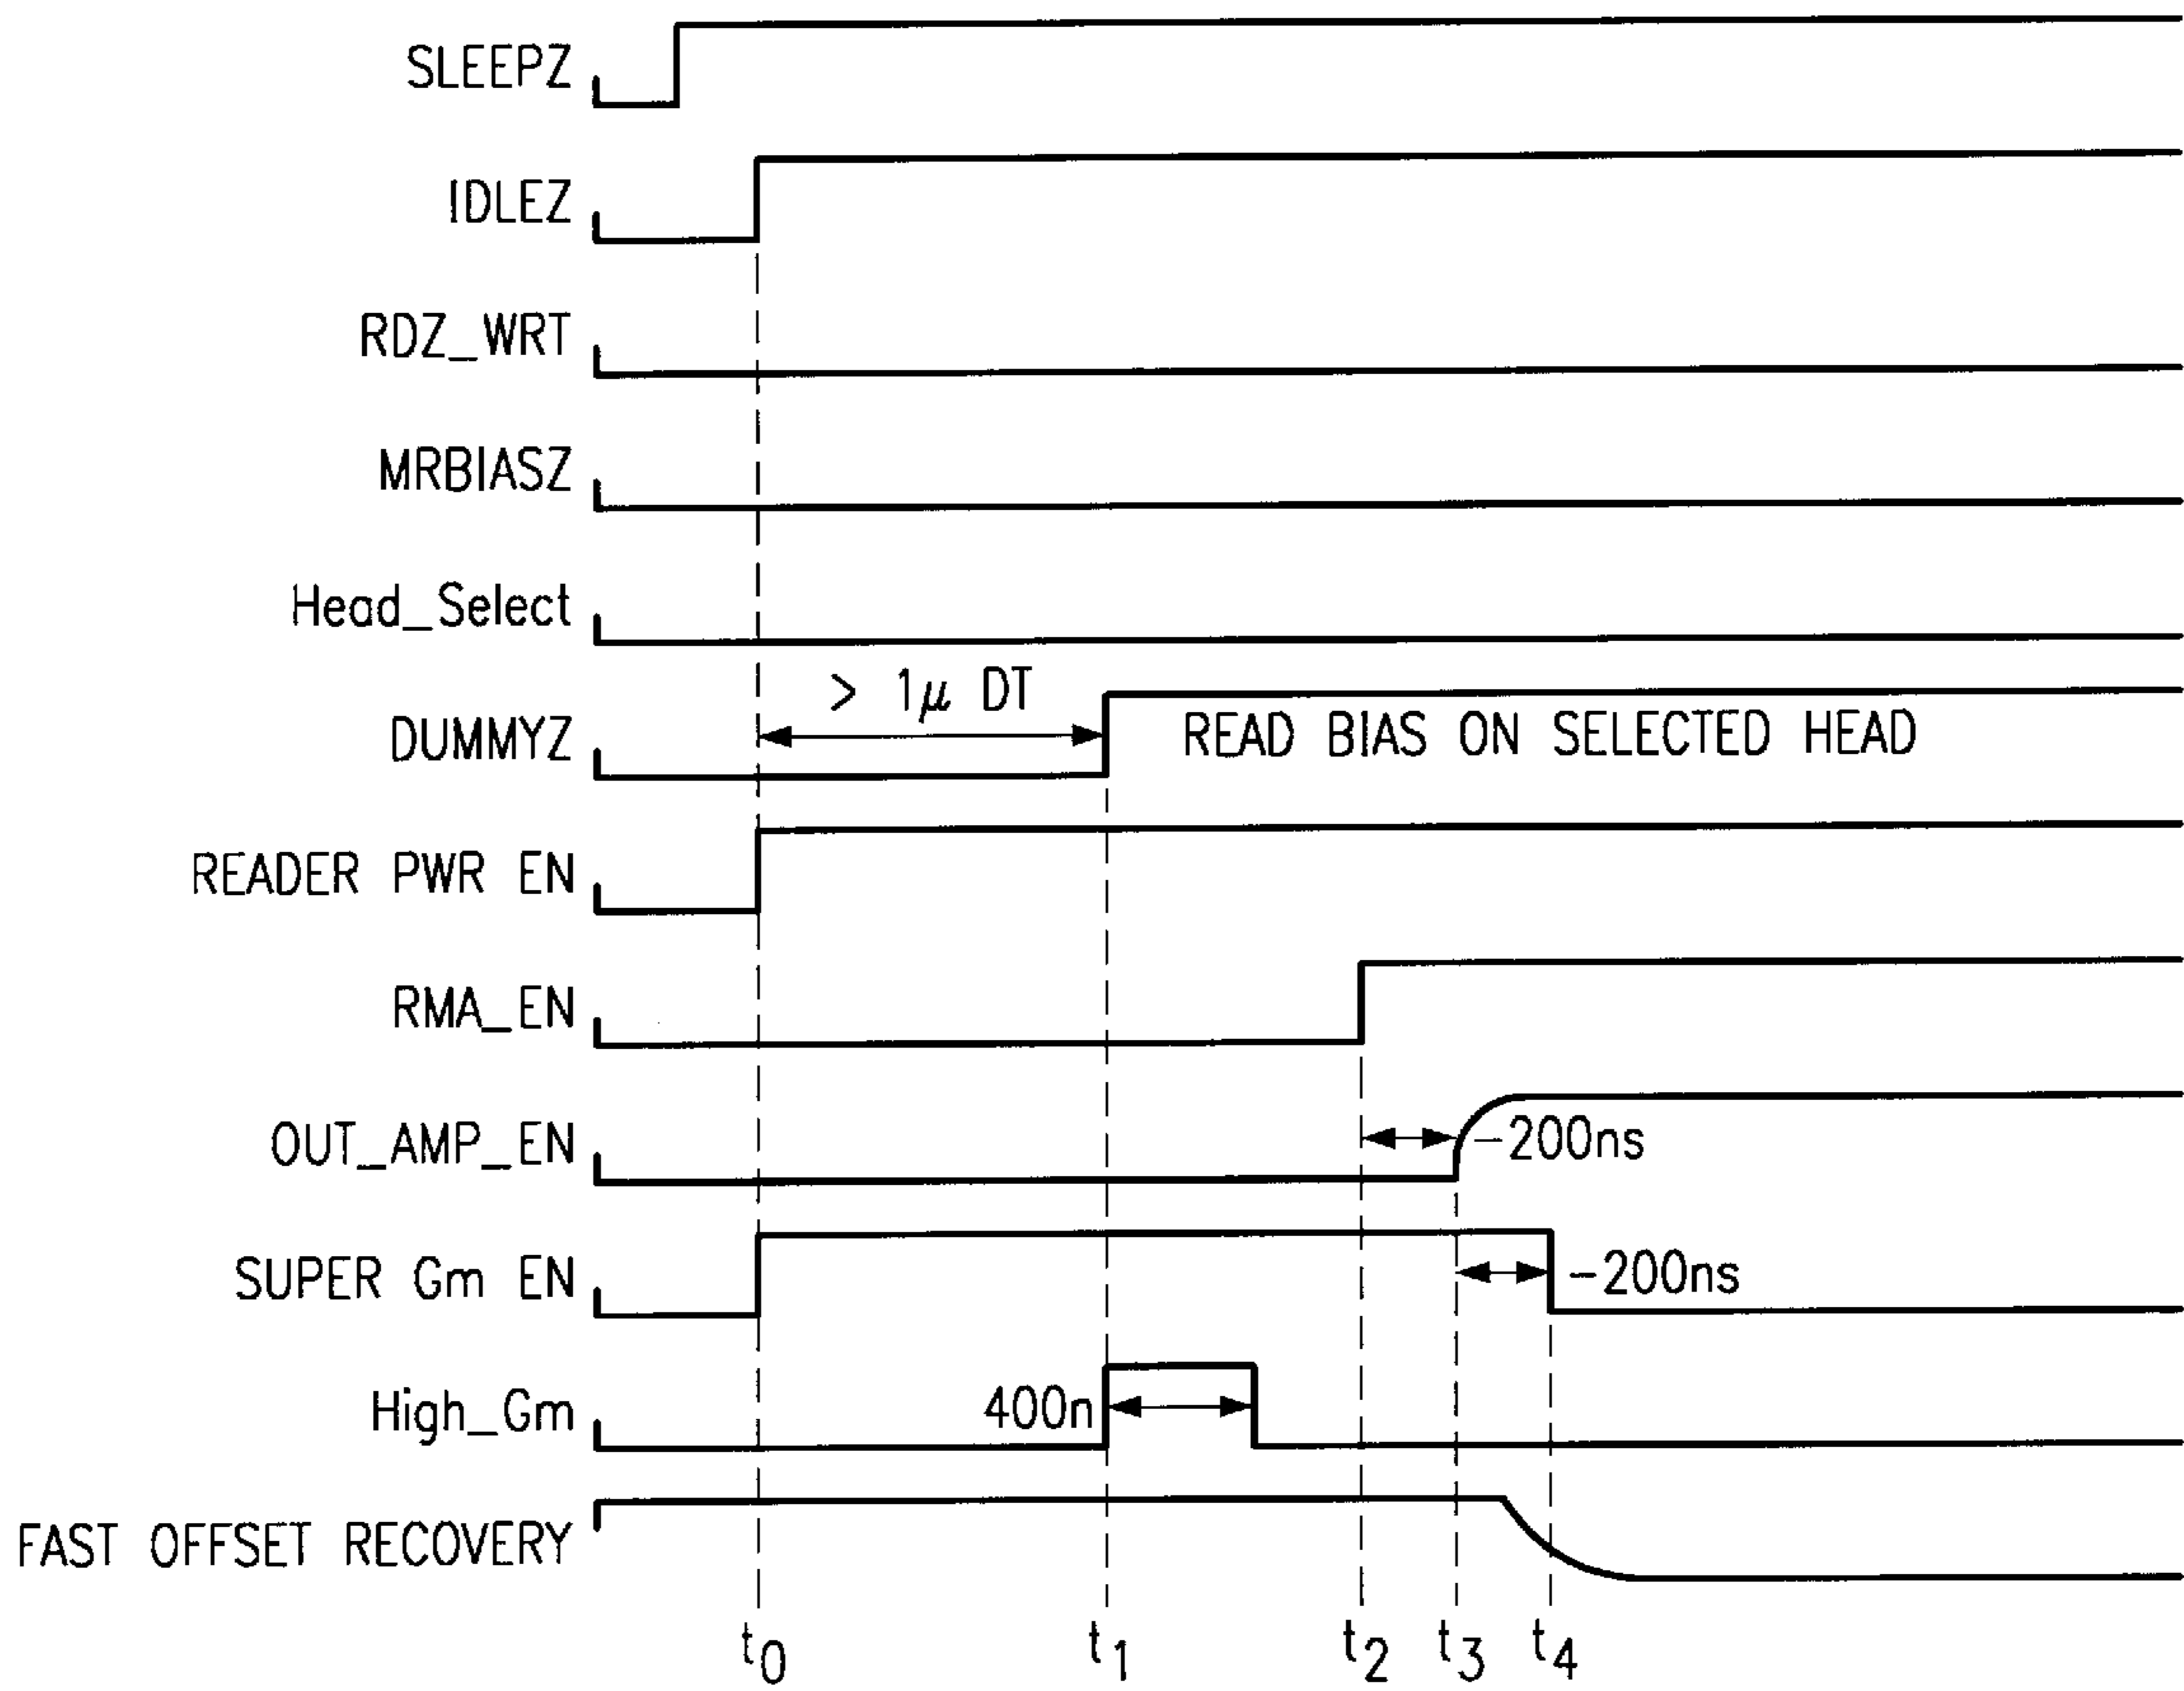 SLEEPZ
IDLEZ
RDZ_WRT
MRBIASZ
Head_Select
> 1μ DT
DUMMYZ
READ BIAS ON SELECTED HEAD
READER PWR EN
RMA_EN
OUT_AMP_EN
–200ns
SUPER Gm EN
–200ns
High_Gm
400n
FAST OFFSET RECOVERY
t0 t1 t2 t3 t4